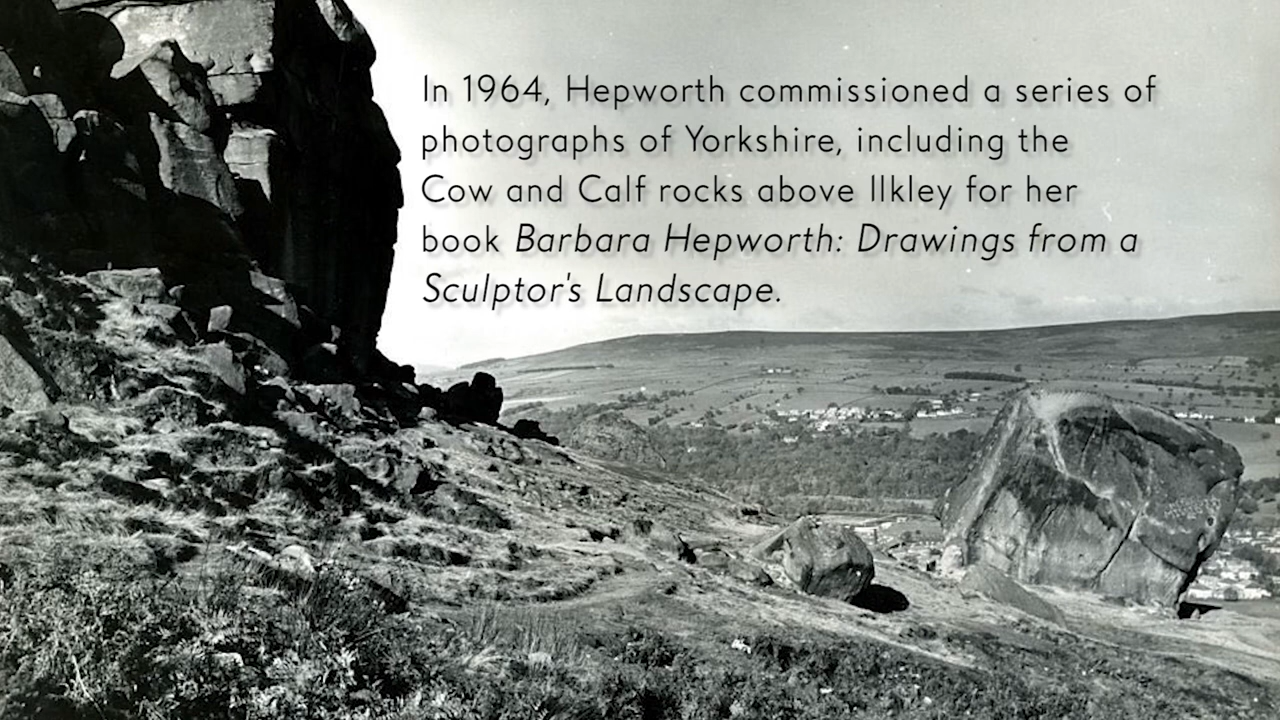 In 1964, Hepworth commissioned a series of
photographs of Yorkshire, including the
Cow and Calf rocks above Ilkley for her
book Barbara Hepworth: Drawings from a
Sculptor's Landscape.